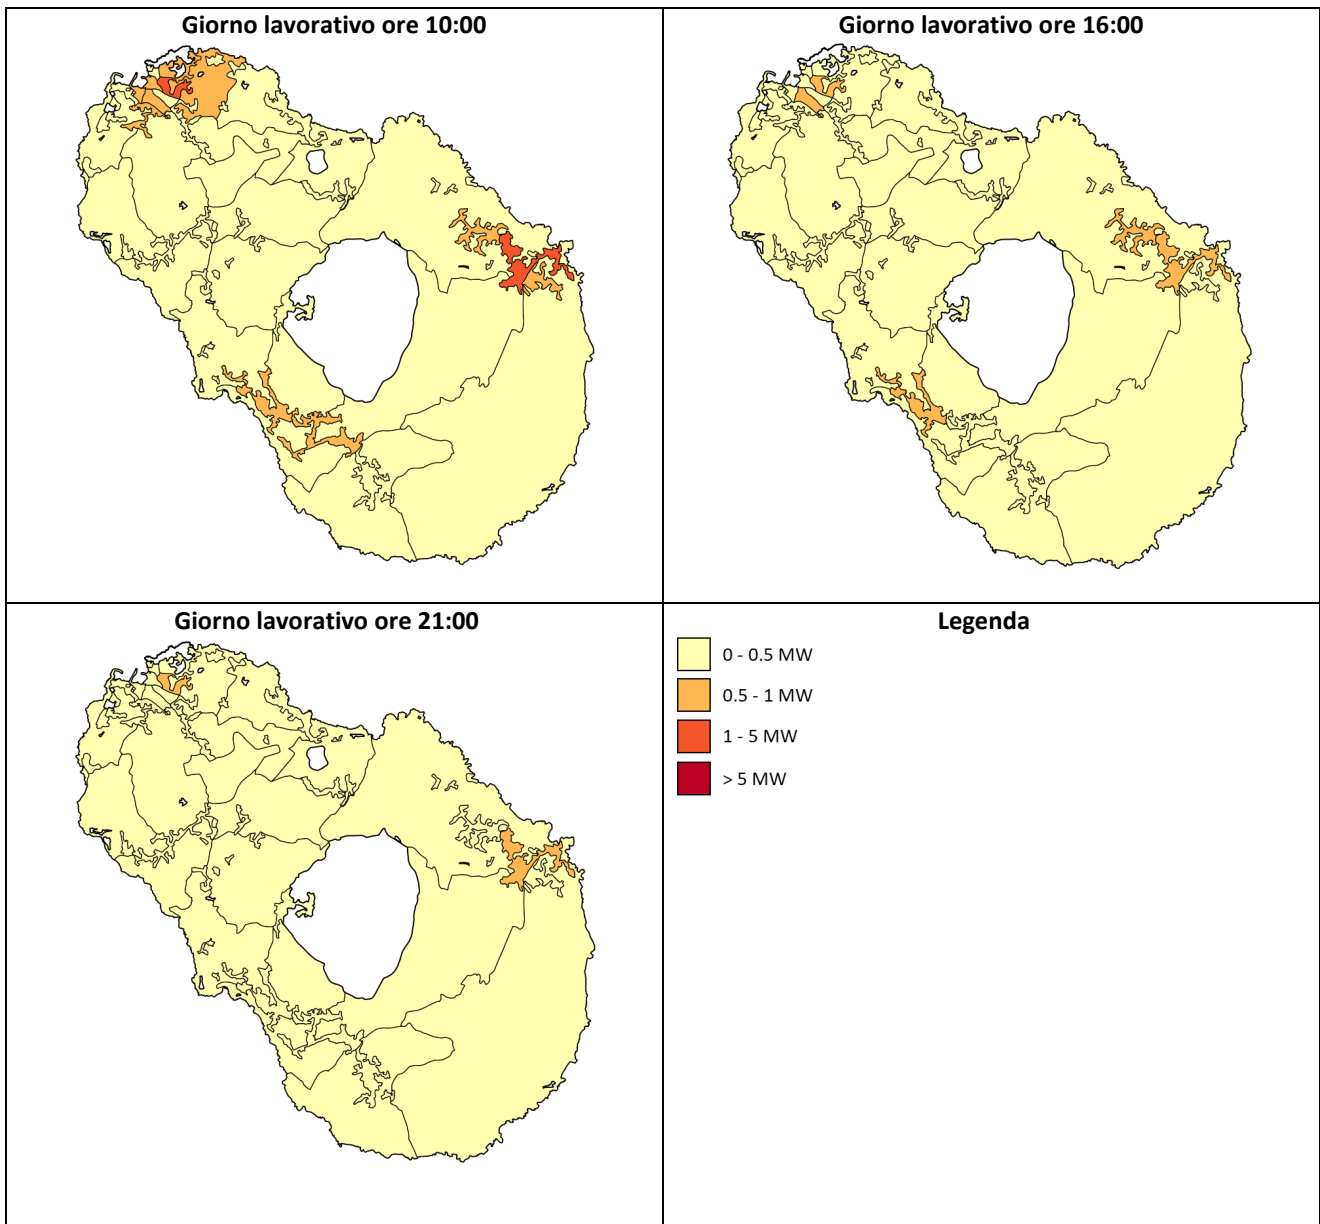 Giorno lavorativo ore 10:00
Giorno lavorativo ore 16:00
Giorno lavorativo ore 21:00
Legenda
0 - 0.5 MW
0.5 - 1 MW
1 - 5 MW
> 5 MW